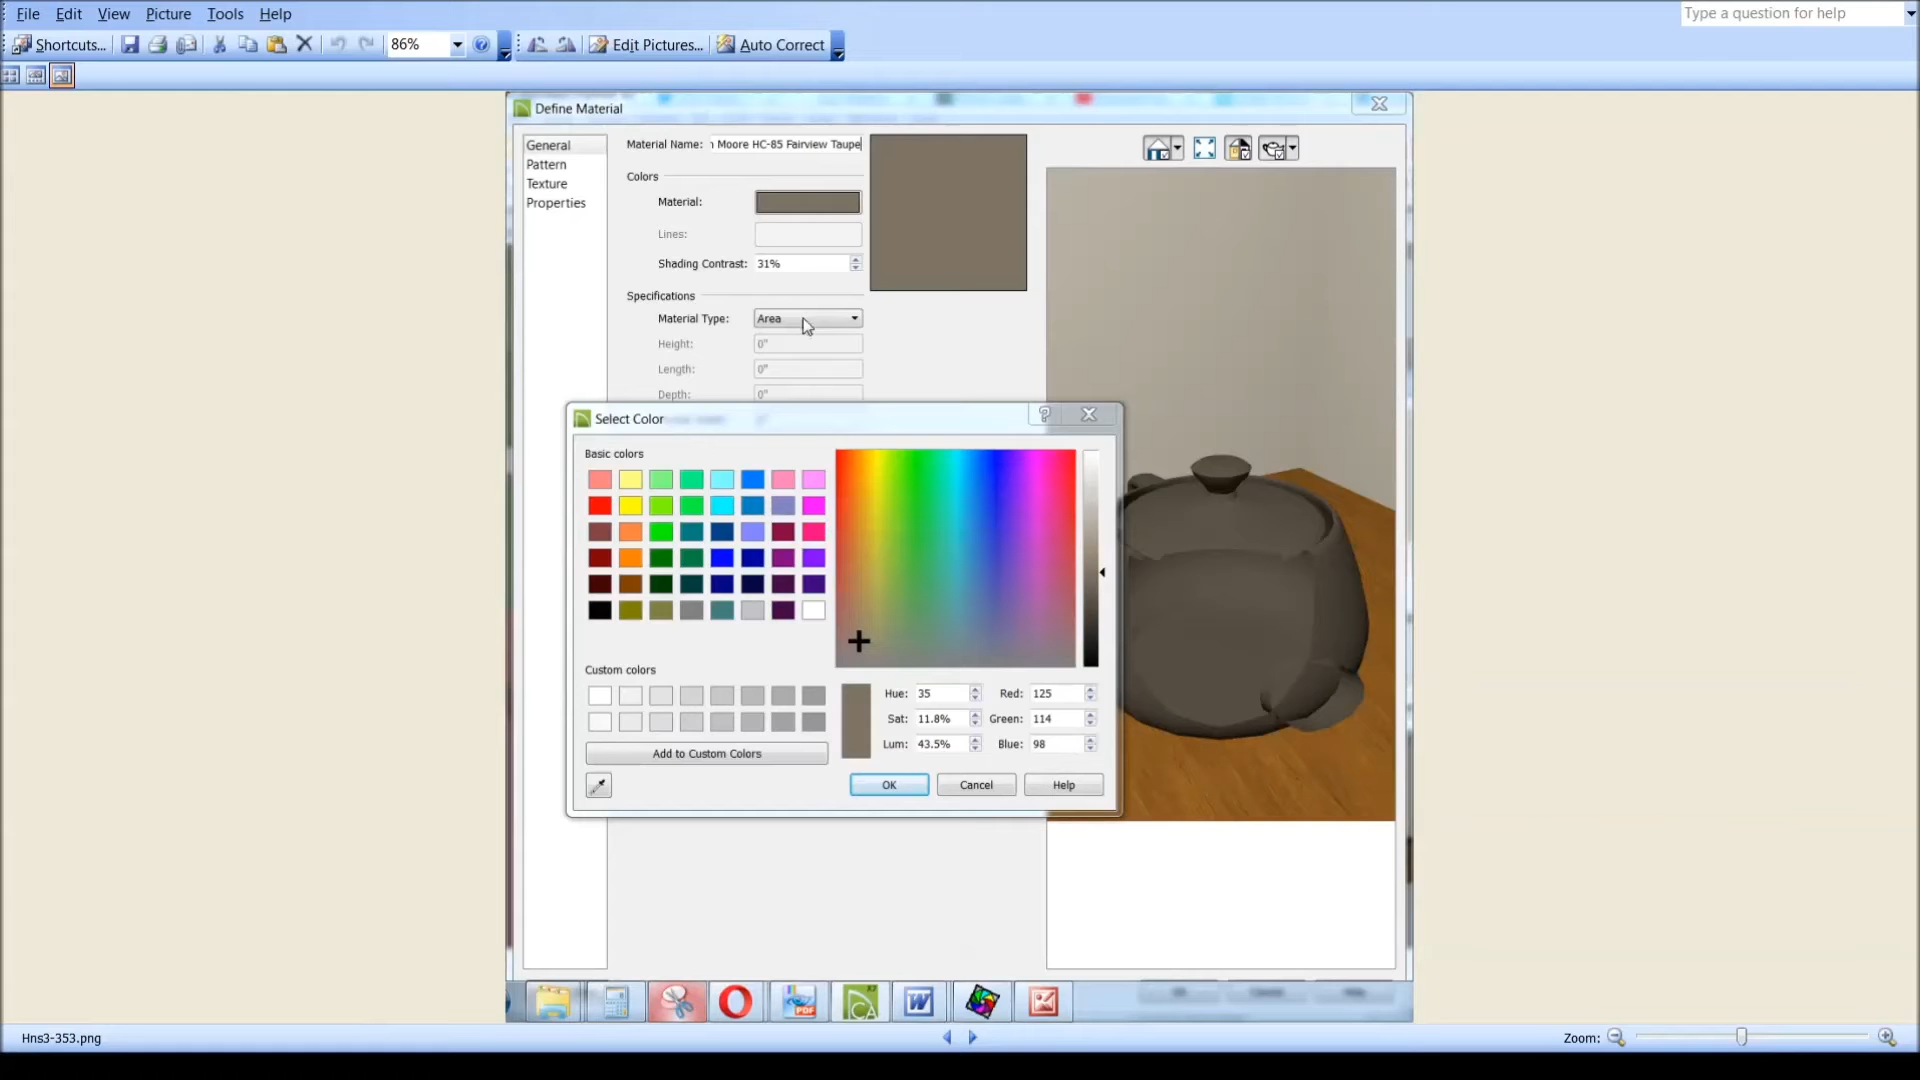 File Edit View Picture Tools Help
Type a question for help
Shortcuts... 86% Edit Pictures... Auto Correct
Define Material
General
Pattern
Texture
Properties
Material Name: Moore HC-85 Fairview Taupe
Colors
Material:
Lines:
Shading Contrast: 31%
Specifications
Material Type: Area
Height: 0"
Length: 0"
Depth: 0"
Select Color
Basic colors
Custom colors
Add to Custom Colors
Hue: 35 Red: 125
Sat: 11.8% Green: 114
Lum: 43.5% Blue: 98
OK Cancel Help
PDF
CA
W
Hns3-353.png
Zoom: